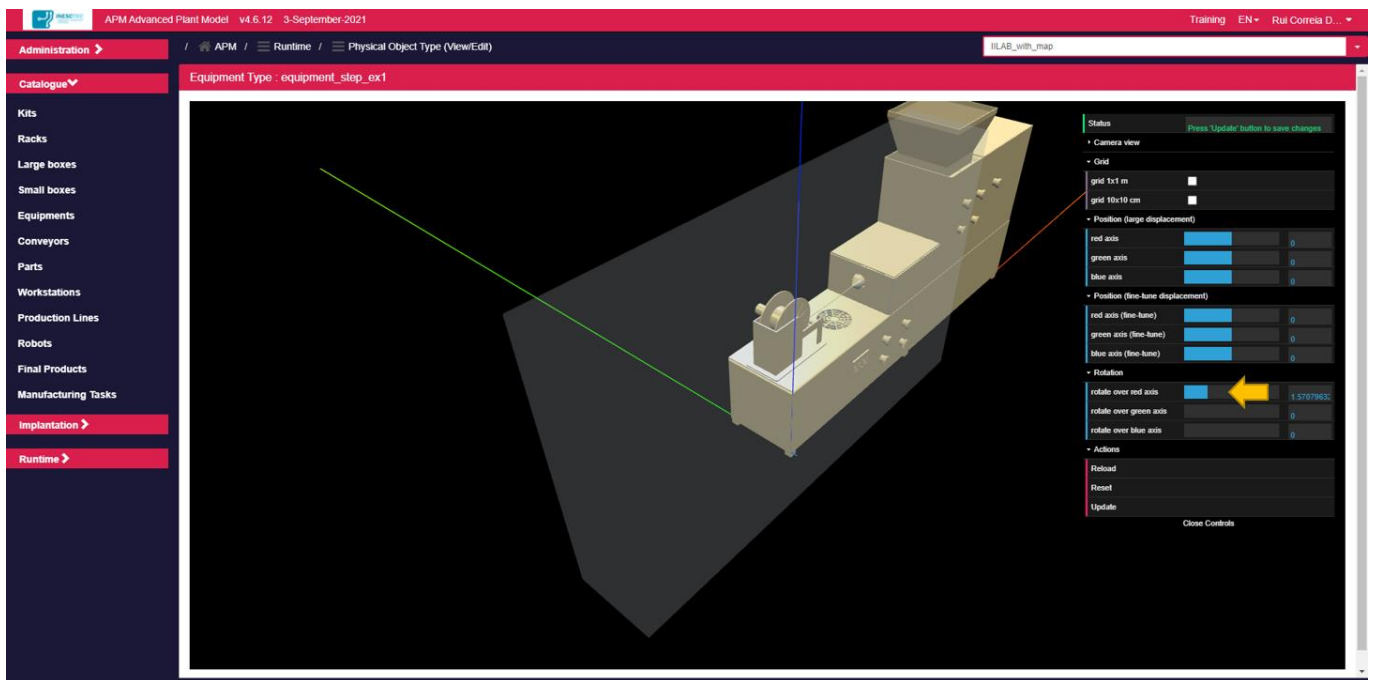 INESCTEC
APM Advanced Plant Model v4.6.12 3-September-2021
Training EN Rui Correia D...
Administration
/ APM / Runtime / Physical Object Type (View/Edit)
IILAB_with_map
Catalogue
Equipment Type : equipment_step_ex1
Kits
Racks
Large boxes
Small boxes
Equipments
Conveyors
Parts
Workstations
Production Lines
Robots
Final Products
Manufacturing Tasks
Implantation
Runtime
Status Press 'Update' button to save changes
Camera view
Grid
grid 1x1 m
grid 10x10 cm
Position (large displacement)
red axis 0
green axis 0
blue axis 0
Position (fine-tune displacement)
red axis (fine-tune) 0
green axis (fine-tune) 0
blue axis (fine-tune) 0
Rotation
rotate over red axis 1.5707963
rotate over green axis 0
rotate over blue axis 0
Actions
Reload
Reset
Update
Close Controls